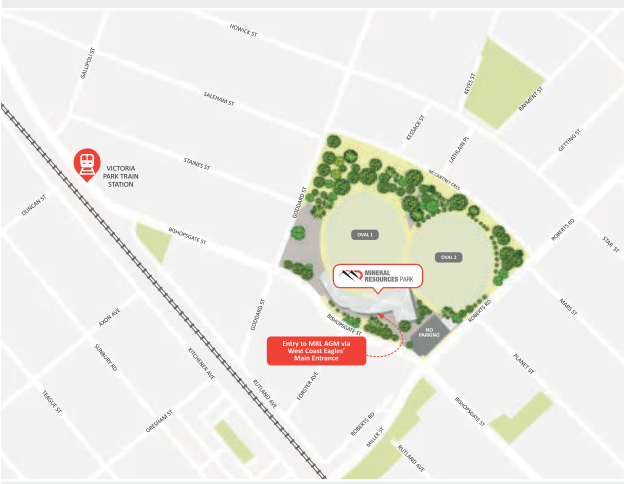 HOWICK ST
GALLIPOLI ST
KEYES ST
RAYMENT ST
SALEHAM ST
KESSACK ST
LATHLAIN PL
GETTING ST
STAINES ST
MCCARTNEY CRES
VICTORIA
PARK TRAIN
STATION
DUNCAN ST
GODDARD ST
BISHOPSGATE ST
OVAL 1
OVAL 2
ROBERTS RD
STAR ST
MINERAL
RESOURCES PARK
GODDARD ST
BISHOPSGATE ST
NO
PARKING
ROBERTS RD
MARS ST
AXON AVE
Entry to MRL AGM via
West Coast Eagles'
Main Entrance
SUNBURY RD
KITCHENER AVE
RUTLAND AVE
FORSTER AVE
PLANET ST
BISHOPSGATE ST
TEAGUE ST
GRESHAM ST
ROBERTS RD
MILLER ST
RUTLAND AVE